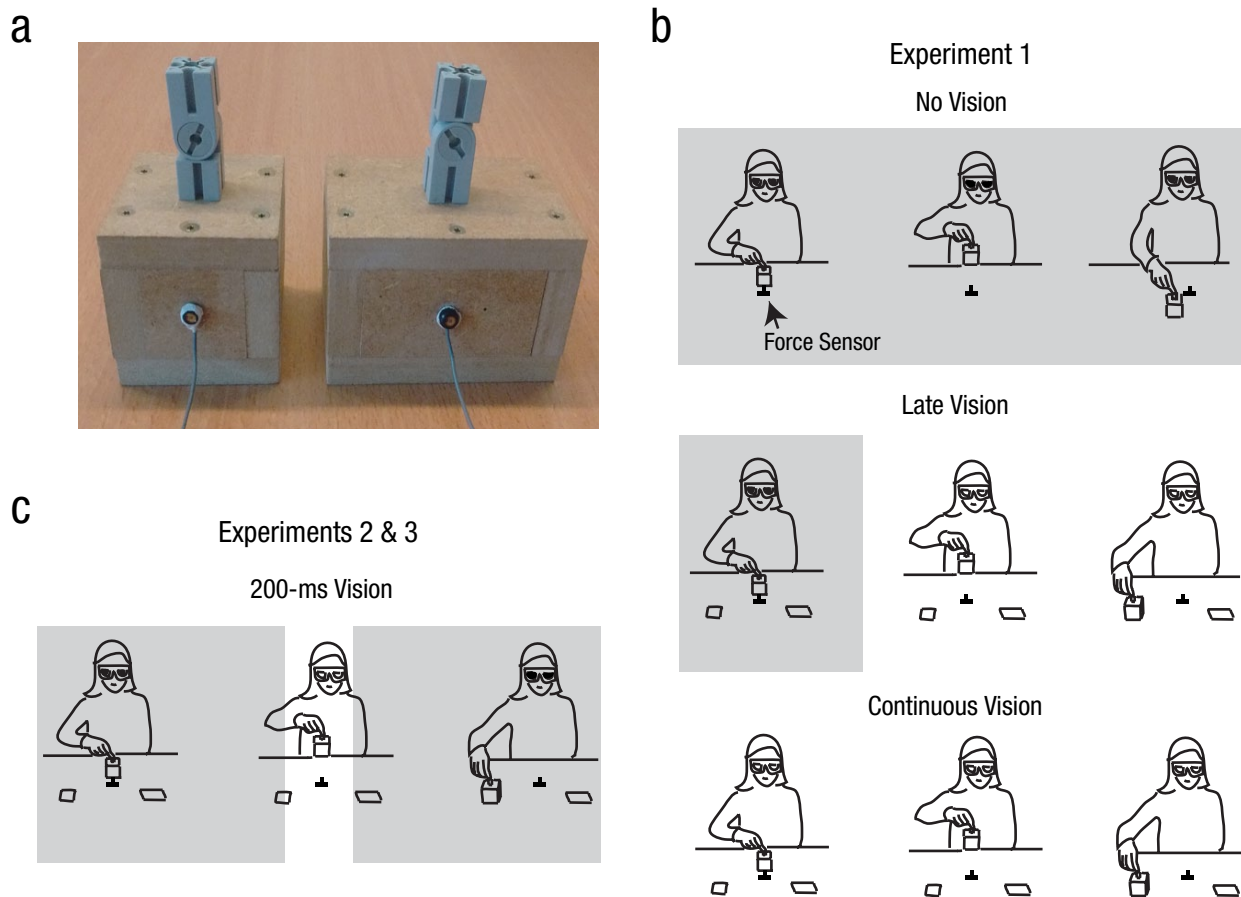 a
b
Experiment 1
No Vision
Force Sensor
Late Vision
Continuous Vision
c
Experiments 2 & 3
200-ms Vision